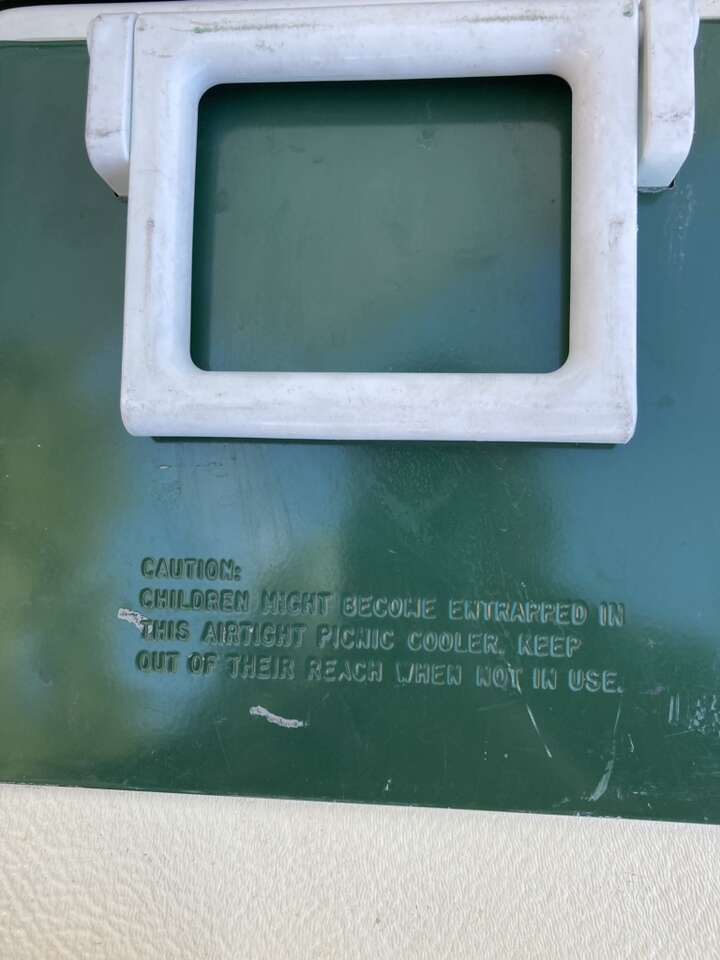 CAUTION:
CHILDREN MIGHT BECOME ENTRAPPED IN
THIS AIRTIGHT PICNIC COOLER. KEEP
OUT OF THEIR REACH WHEN NOT IN USE.